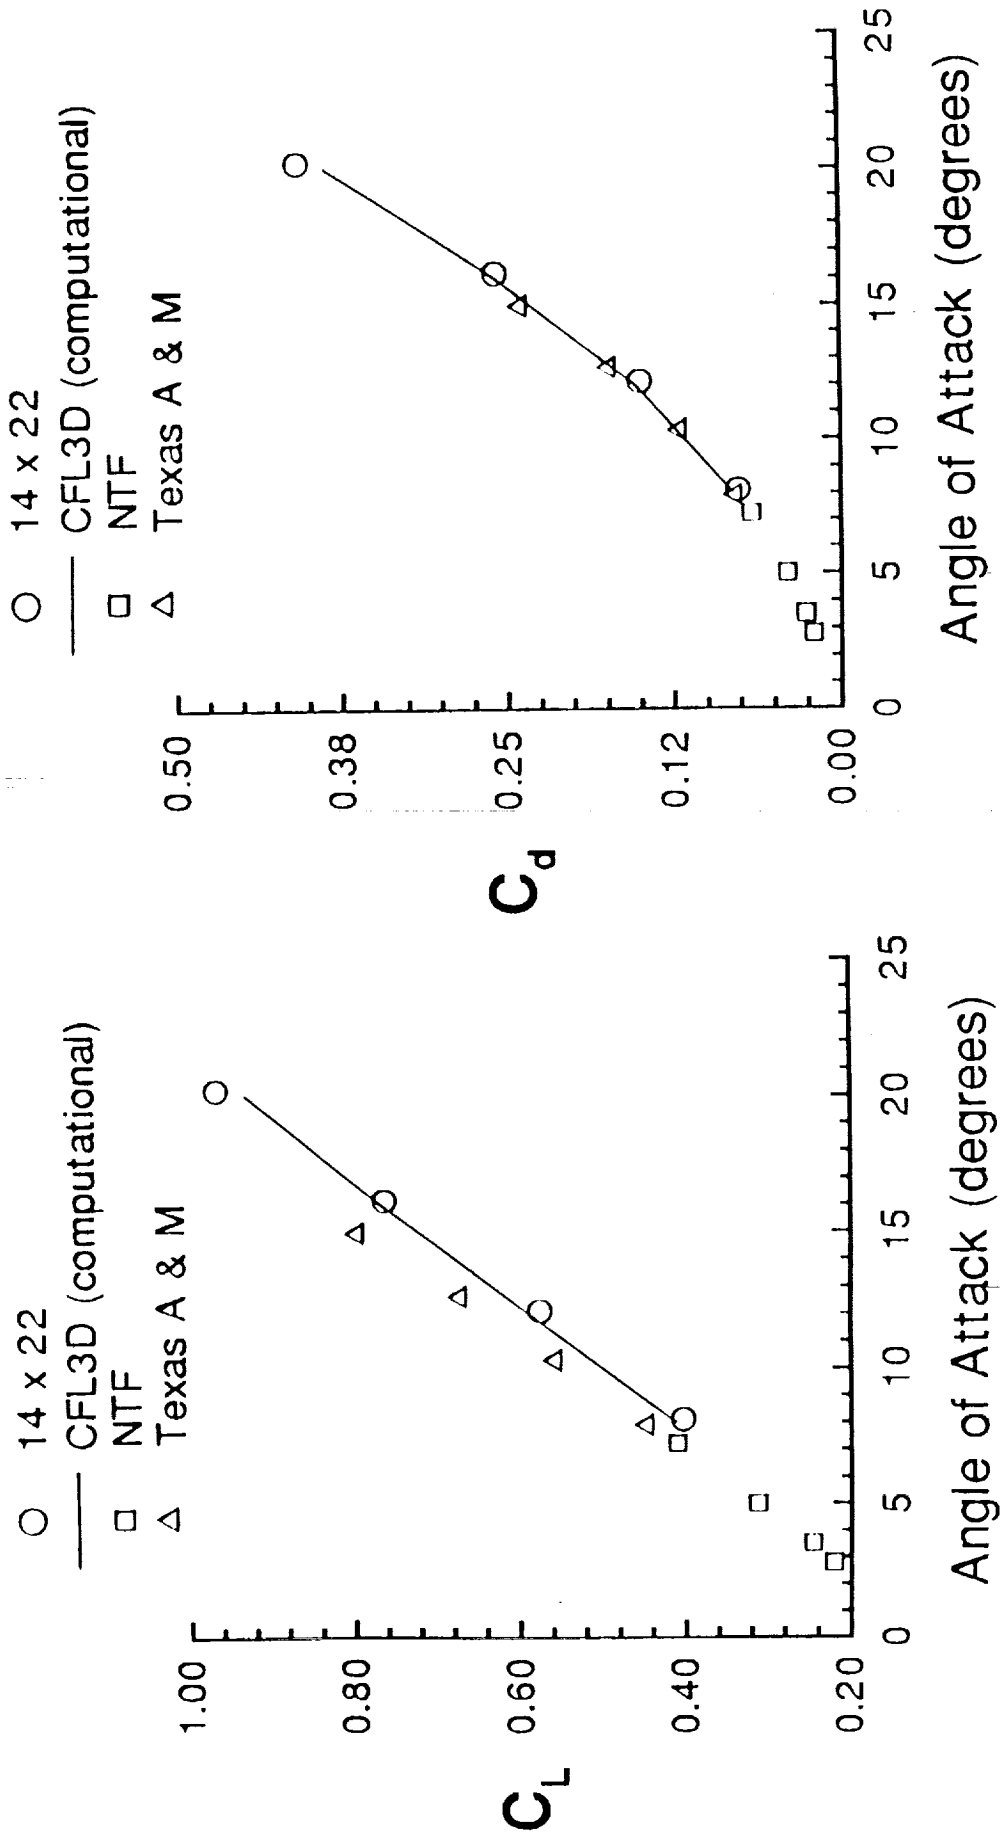 14 x 22
CFL3D (computational)
NTF
Texas A & M
1.00
0.80
0.60
0.40
0.20
C_L
0
5
10
15
20
25
Angle of Attack (degrees)
14 x 22
CFL3D (computational)
NTF
Texas A & M
0.50
0.38
0.25
0.12
0.00
C_d
0
5
10
15
20
25
Angle of Attack (degrees)